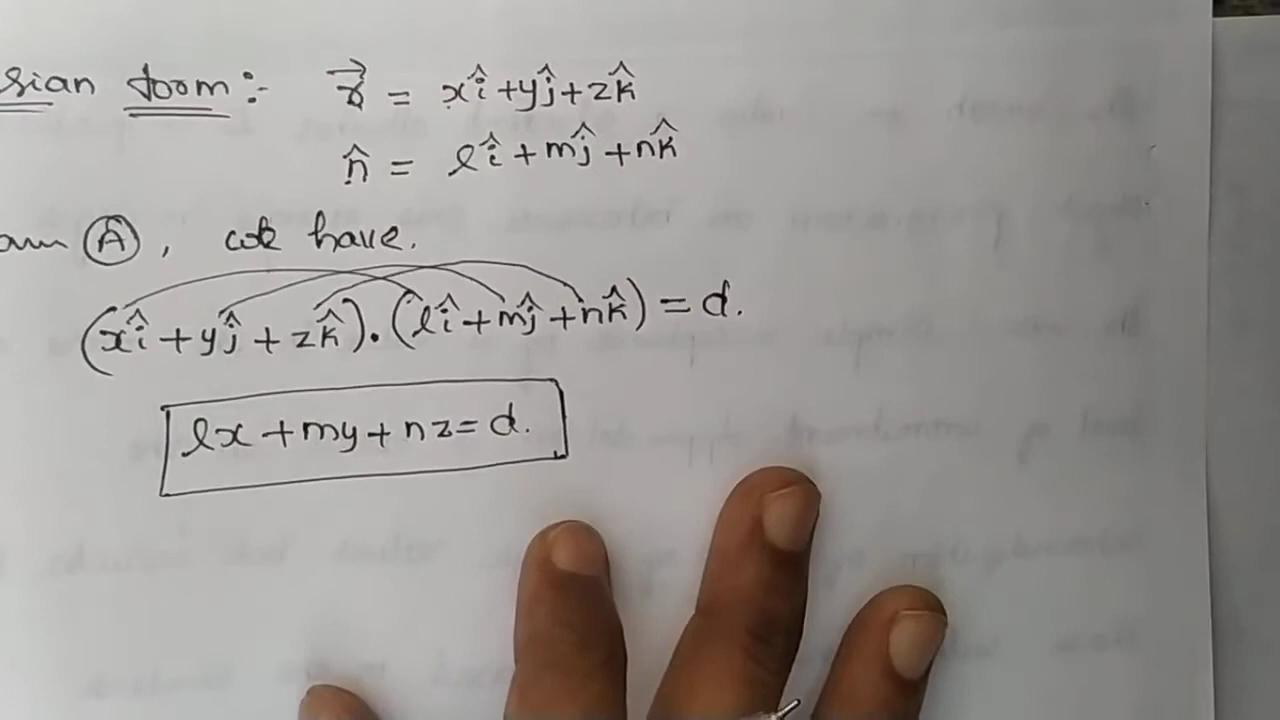 sian form:- r⃗ = xî+yĵ+zk̂
n̂ = lî+mĵ+nk̂
Ⓐ, we have.
(xî+yĵ+zk̂).(lî+mĵ+nk̂)=d.
lx+my+nz=d.